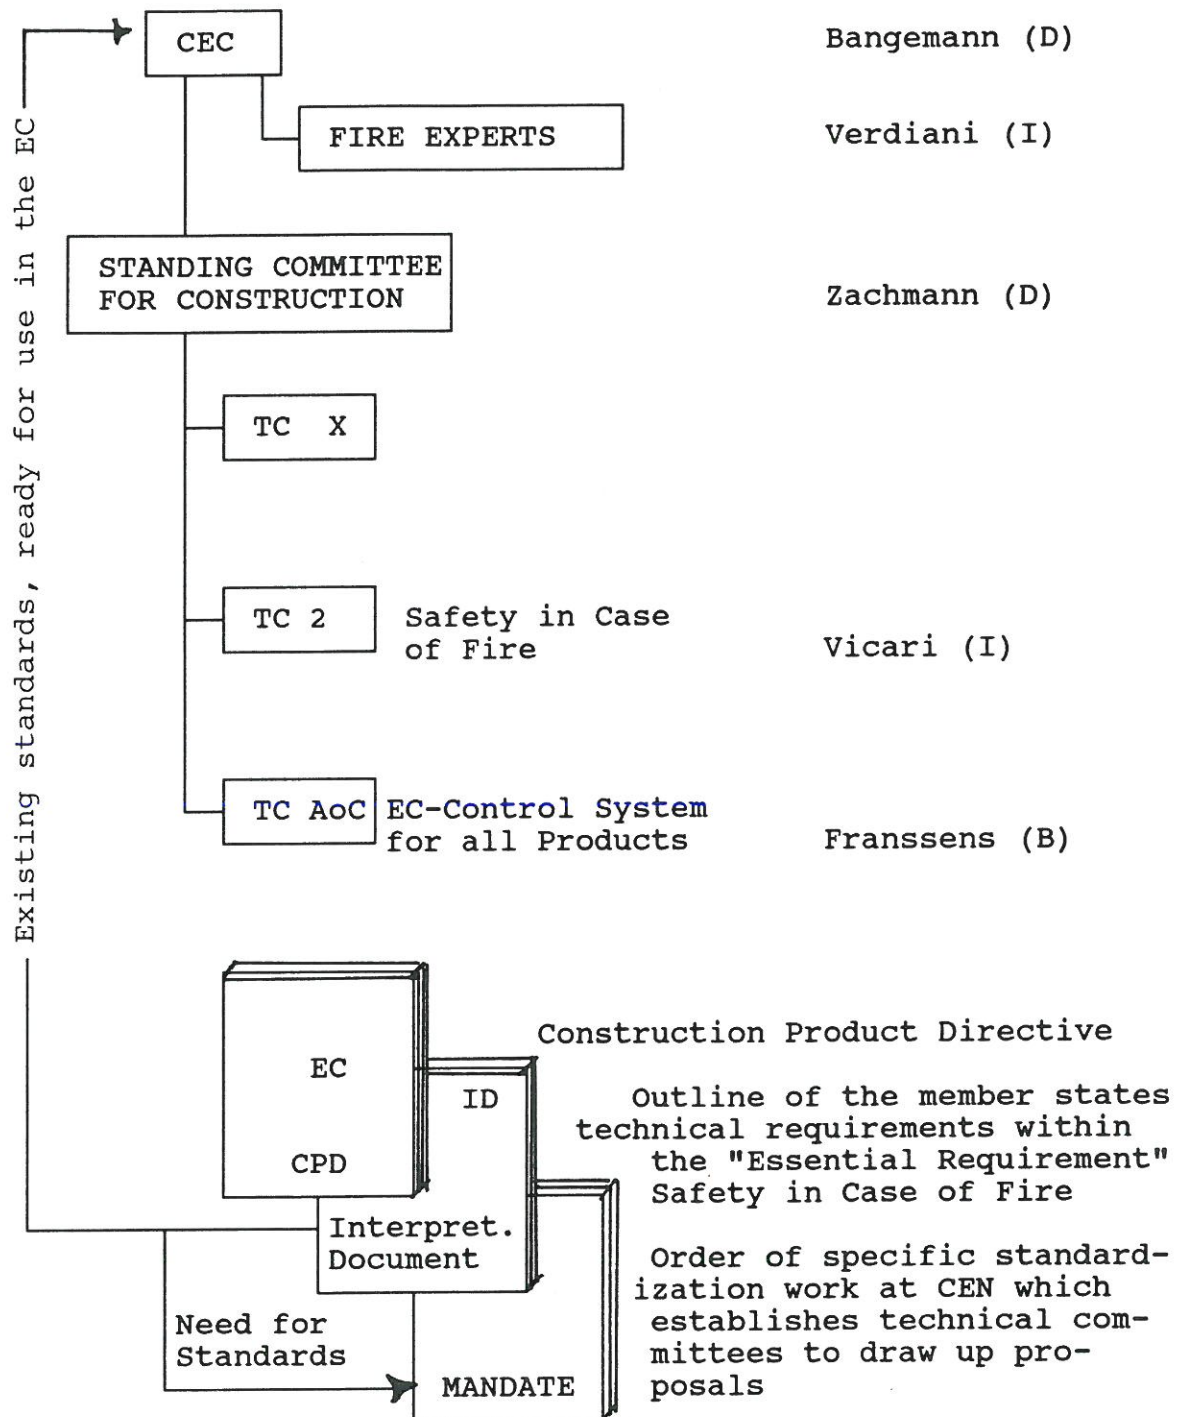 CEC
Bangemann (D)
FIRE EXPERTS
Verdiani (I)
STANDING COMMITTEE
FOR CONSTRUCTION
Zachmann (D)
Existing standards, ready for use in the EC
TC X
TC 2
Safety in Case
of Fire
Vicari (I)
TC AoC
EC-Control System
for all Products
Franssens (B)
EC
CPD
Construction Product Directive
ID
Interpret.
Document
Outline of the member states
technical requirements within
the "Essential Requirement"
Safety in Case of Fire
Need for
Standards
MANDATE
Order of specific standard-
ization work at CEN which
establishes technical com-
mittees to draw up pro-
posals